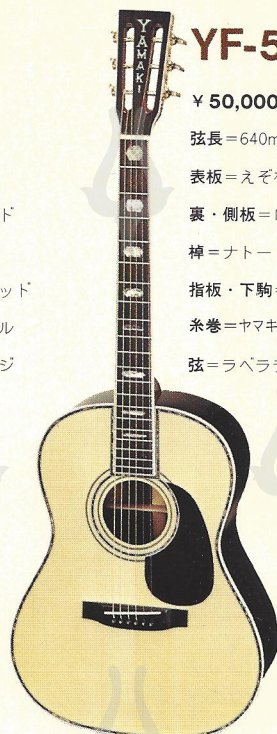 YAMAKI
YF-5
¥50,000
弦長=640m
表板=えぞ
裏・側板=
棹=ナトー
指板・下駒=
糸巻=ヤマキ
弦=ラベラ
ド
ッド
ル
ジ